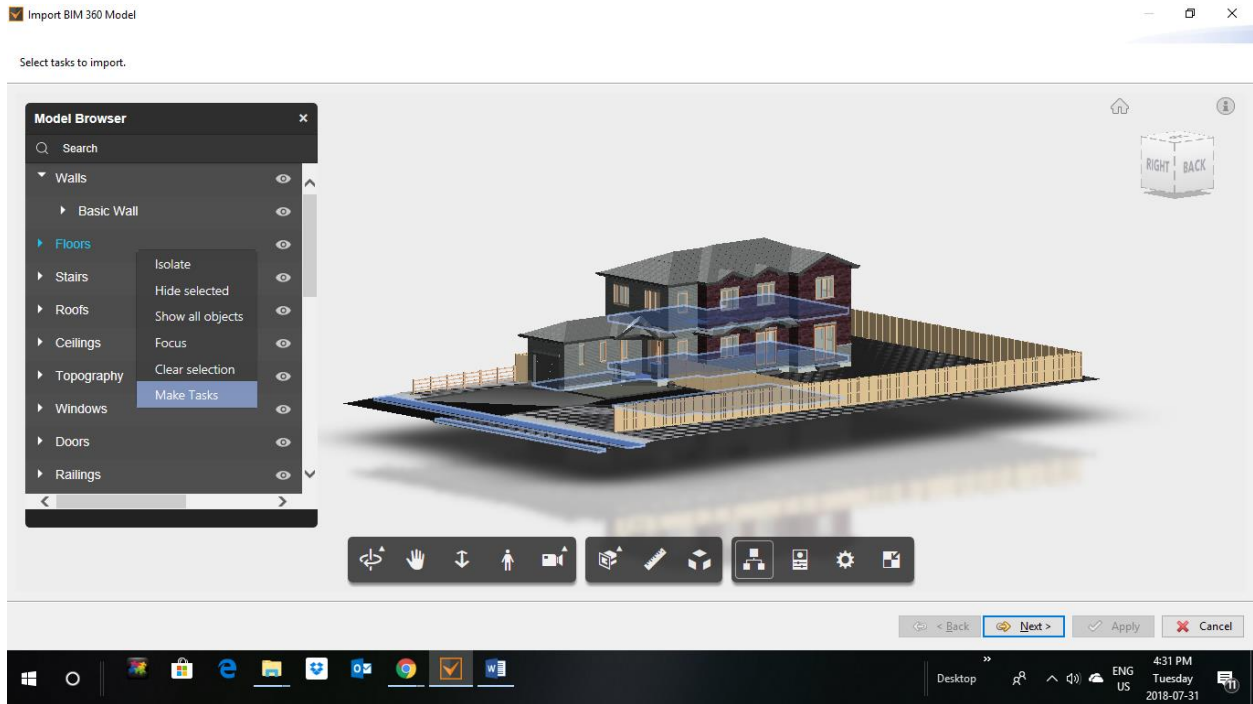 Import BIM 360 Model
Select tasks to import.
Model Browser
Search
Walls
Basic Wall
Floors
Stairs
Roofs
Ceilings
Topography
Windows
Doors
Railings
Isolate
Hide selected
Show all objects
Focus
Clear selection
Make Tasks
RIGHT BACK
< Back Next > Apply Cancel
Desktop
ENG
US
4:31 PM
Tuesday
2018-07-31
11